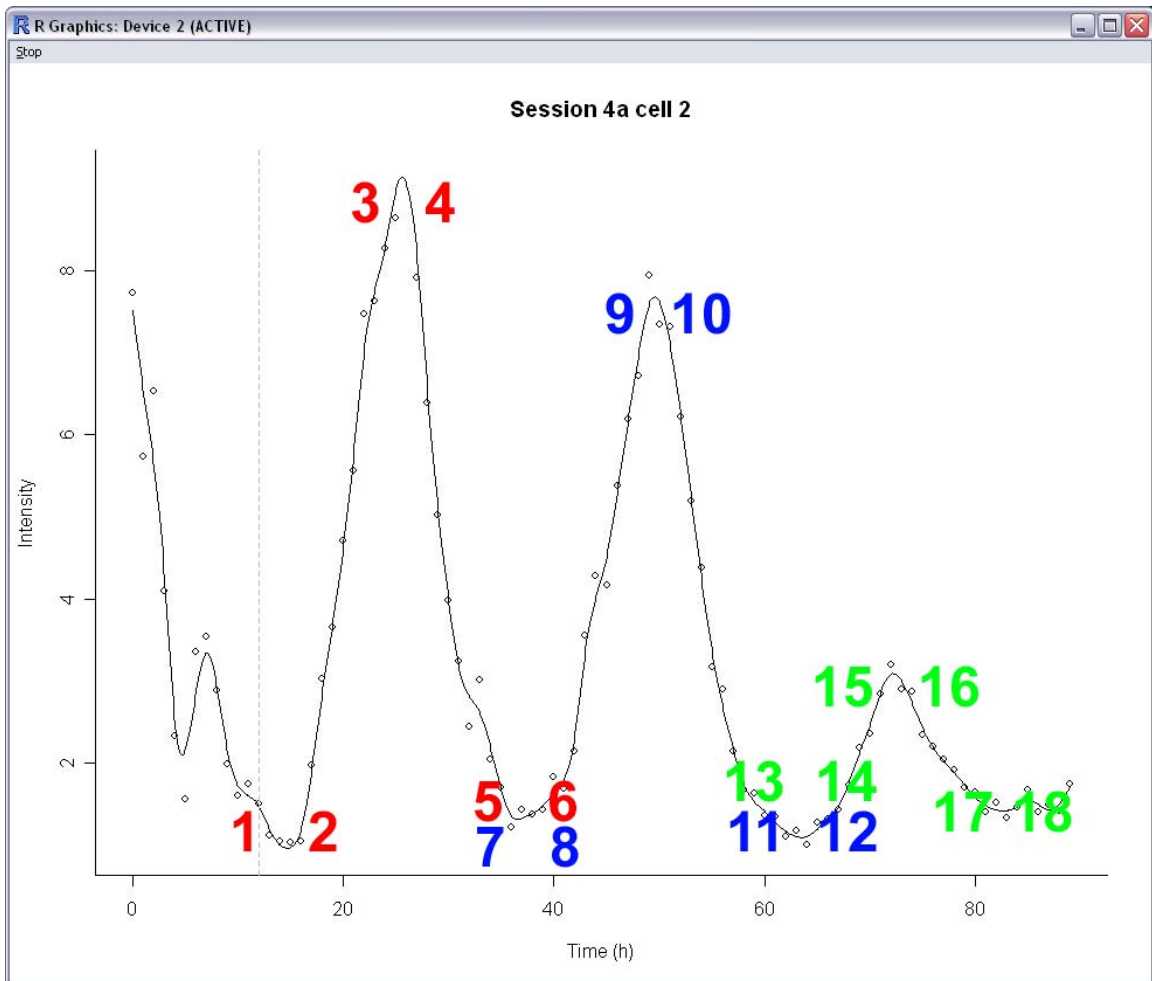 R R Graphics: Device 2 (ACTIVE)
Stop
Session 4a cell 2
3 4
8
9 10
6
Intensity
4
15 16
2
13 14
5 6
17 18
1 2
11 12
7 8
0 20 40 60 80
Time (h)